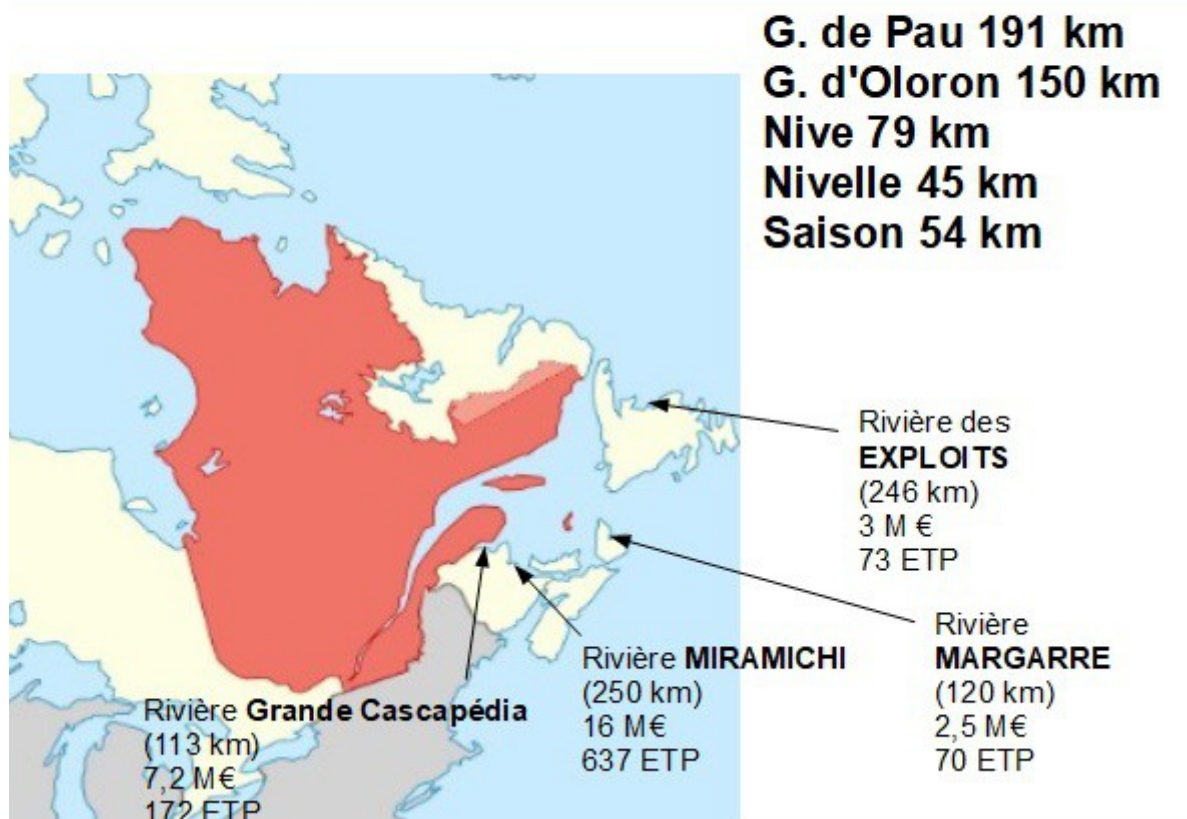 G. de Pau 191 km
G. d'Oloron 150 km
Nive 79 km
Nivelle 45 km
Saison 54 km
Rivière des
EXPLOITS
(246 km)
3 M €
73 ETP
Rivière
MARGARRE
(120 km)
2,5 M€
70 ETP
Rivière MIRAMICHI
(250 km)
16 M€
637 ETP
Rivière Grande Cascapédia
(113 km)
7,2 M€
172 ETP